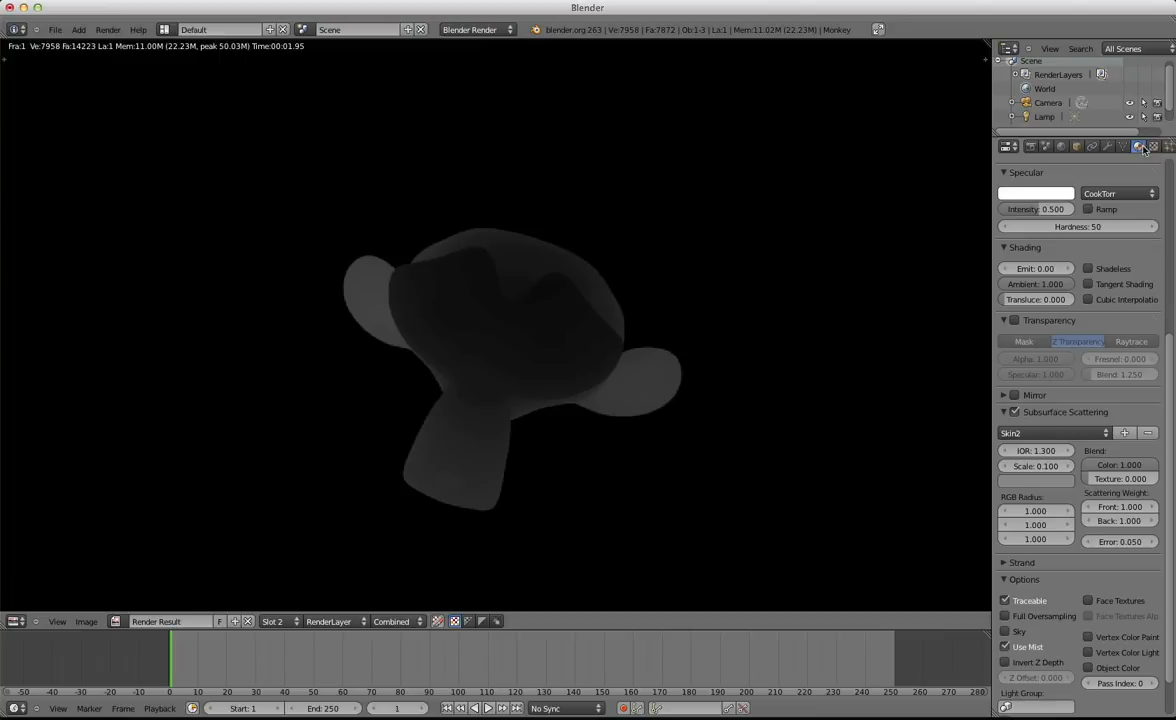 Blender
File Add Render Help Default Scene Blender Render blender.org 263 | Ve:7958 | Fa:7872 | Ob:1-3 | La:1 | Mem:11.02M (22.23M) | Monkey
View Search All Scenes
Fra:1 Ve:7958 Fa:14223 La:1 Mem:11.00M (22.23M, peak 50.03M) Time:00:01.95
Scene
RenderLayers
World
Camera
Lamp
Specular
CookTorr
Intensity: 0.500 Ramp
Hardness: 50
Shading
Emit: 0.00 Shadeless
Ambient: 1.000 Tangent Shading
Transluce: 0.000 Cubic Interpolatio
Transparency
Mask Z Transparency Raytrace
Alpha: 1.000 Fresnel: 0.000
Specular: 1.000 Blend: 1.250
Mirror
Subsurface Scattering
Skin2
IOR: 1.300 Blend:
Scale: 0.100 Color: 1.000
Texture: 0.000
RGB Radius: Scattering Weight:
1.000 Front: 1.000
1.000 Back: 1.000
1.000 Error: 0.050
Strand
Options
Traceable Face Textures
Full Oversampling Face Textures Alp
Sky Vertex Color Paint
Use Mist Vertex Color Light
Invert Z Depth Object Color
Z Offset: 0.000 Pass Index: 0
Light Group:
View Image Render Result F Slot 2 RenderLayer Combined
-50 -40 -30 -20 -10 0 10 20 30 40 50 60 70 80 90 100 110 120 130 140 150 160 170 180 190 200 210 220 230 240 250 260 270 280
View Marker Frame Playback Start: 1 End: 250 1 No Sync